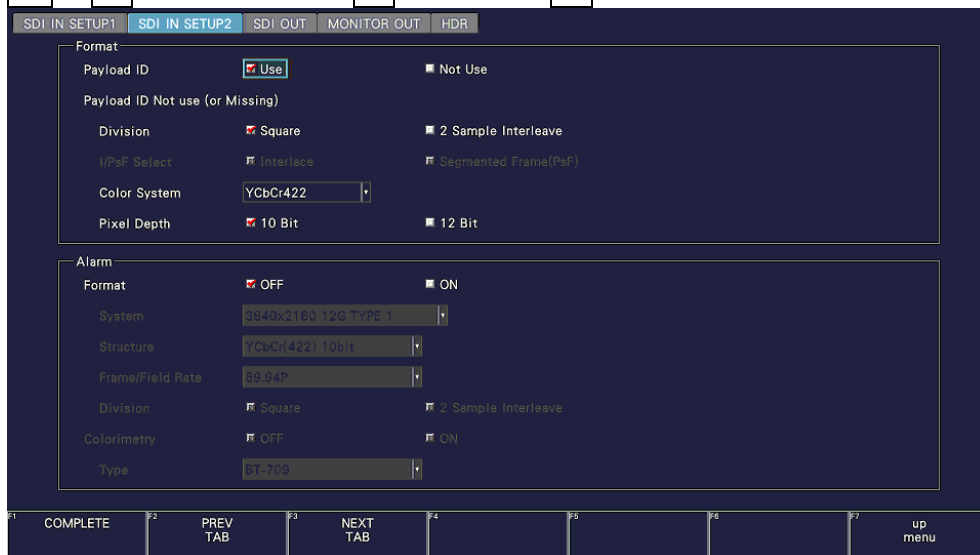 SDI IN SETUP1 SDI IN SETUP2 SDI OUT MONITOR OUT HDR
Format
Payload ID Use Not Use
Payload ID Not use (or Missing)
Division Square 2 Sample Interleave
I/PsF Select Interlace Segmented Frame(PsF)
Color System YCbCr422
Pixel Depth 10 Bit 12 Bit
Alarm
Format OFF ON
System 3840x2160 12G TYPE 1
Structure YCbCr(422) 10bit
Frame/Field Rate 59.94P
Division Square 2 Sample Interleave
Colorimetry OFF ON
Type BT-709
F1 COMPLETE F2 PREV TAB F3 NEXT TAB F4 F5 F6 F7 up menu